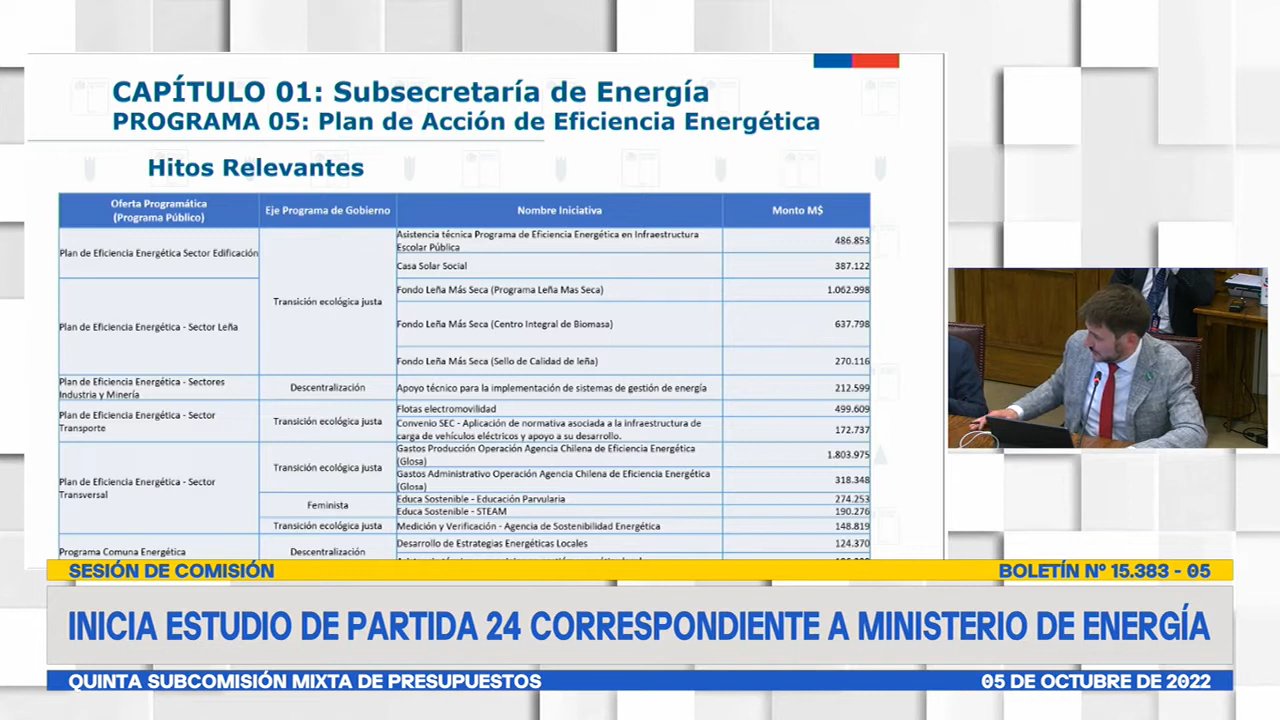 CAPÍTULO 01: Subsecretaría de Energía
PROGRAMA 05: Plan de Acción de Eficiencia Energética
Hitos Relevantes
Oferta Programática
(Programa Público)
Eje Programa de Gobierno
Nombre Iniciativa
Monto M$
Plan de Eficiencia Energética Sector Edificación
Transición ecológica justa
Asistencia técnica Programa de Eficiencia Energética en Infraestructura
Escolar Pública
486.853
Casa Solar Social
387.122
Plan de Eficiencia Energética - Sector Leña
Fondo Leña Más Seca (Programa Leña Mas Seca)
1.062.998
Fondo Leña Más Seca (Centro Integral de Biomasa)
637.798
Fondo Leña Más Seca (Sello de Calidad de leña)
270.116
Plan de Eficiencia Energética - Sectores
Industria y Minería
Descentralización
Apoyo técnico para la implementación de sistemas de gestión de energía
212.599
Plan de Eficiencia Energética - Sector
Transporte
Transición ecológica justa
Flotas electromovilidad
499.609
Convenio SEC - Aplicación de normativa asociada a la infraestructura de
carga de vehículos eléctricos y apoyo a su desarrollo.
172.737
Plan de Eficiencia Energética - Sector
Transversal
Transición ecológica justa
Gastos Producción Operación Agencia Chilena de Eficiencia Energética
(Glosa)
1.803.975
Gastos Administrativo Operación Agencia Chilena de Eficiencia Energética
(Glosa)
318.348
Feminista
Educa Sostenible - Educación Parvularia
274.253
Educa Sostenible - STEAM
190.276
Transición ecológica justa
Medición y Verificación - Agencia de Sostenibilidad Energética
148.819
Programa Comuna Energética
Descentralización
Desarrollo de Estrategias Energéticas Locales
124.370
SESIÓN DE COMISIÓN
BOLETÍN N° 15.383 - 05
INICIA ESTUDIO DE PARTIDA 24 CORRESPONDIENTE A MINISTERIO DE ENERGÍA
QUINTA SUBCOMISIÓN MIXTA DE PRESUPUESTOS
05 DE OCTUBRE DE 2022